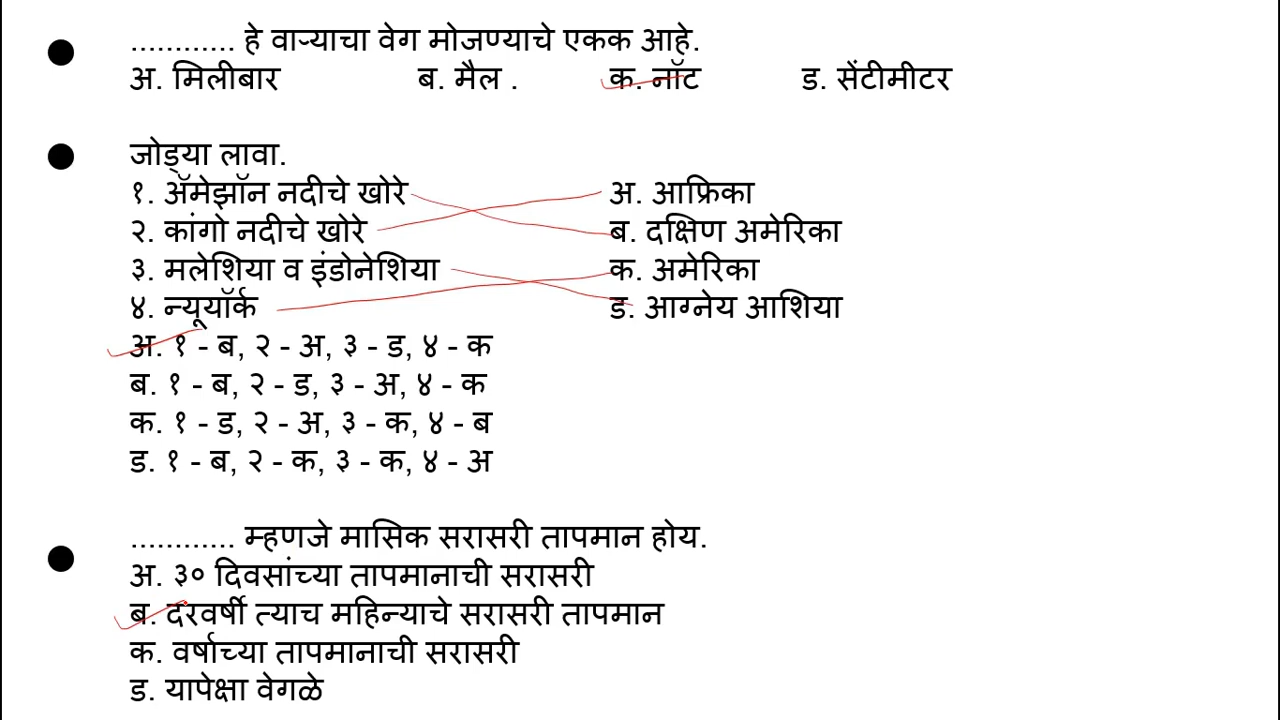 ............ हे वाऱ्याचा वेग मोजण्याचे एकक आहे.
अ. मिलीबार ब. मैल . क. नॉट ड. सेंटीमीटर
जोड्या लावा.
१. ॲमेझॉन नदीचे खोरे अ. आफ्रिका
२. कांगो नदीचे खोरे ब. दक्षिण अमेरिका
३. मलेशिया व इंडोनेशिया क. अमेरिका
४. न्यूयॉर्क ड. आग्नेय आशिया
अ. १ - ब, २ - अ, ३ - ड, ४ - क
ब. १ - ब, २ - ड, ३ - अ, ४ - क
क. १ - ड, २ - अ, ३ - क, ४ - ब
ड. १ - ब, २ - क, ३ - क, ४ - अ
............ म्हणजे मासिक सरासरी तापमान होय.
अ. ३० दिवसांच्या तापमानाची सरासरी
ब. दरवर्षी त्याच महिन्याचे सरासरी तापमान
क. वर्षाच्या तापमानाची सरासरी
ड. यापेक्षा वेगळे